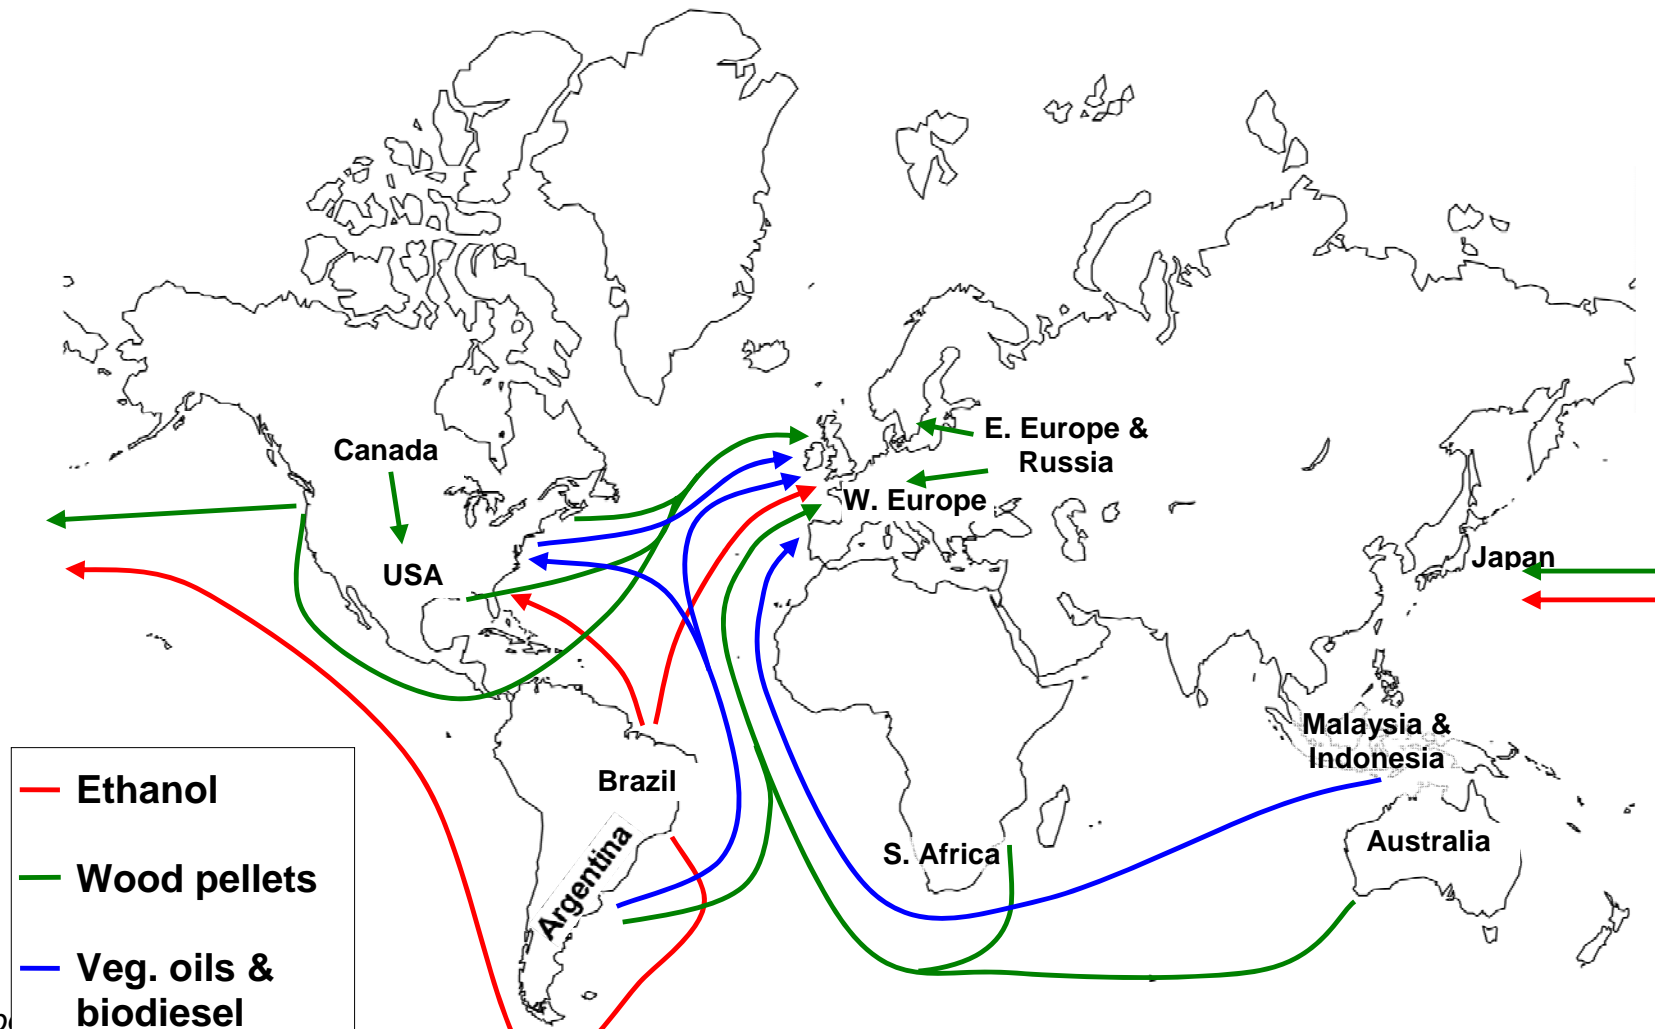 Canada
E. Europe &
Russia
W. Europe
USA
Japan
Malaysia &
Indonesia
Brazil
Argentina
S. Africa
Australia
Ethanol
Wood pellets
Veg. oils &
biodiesel